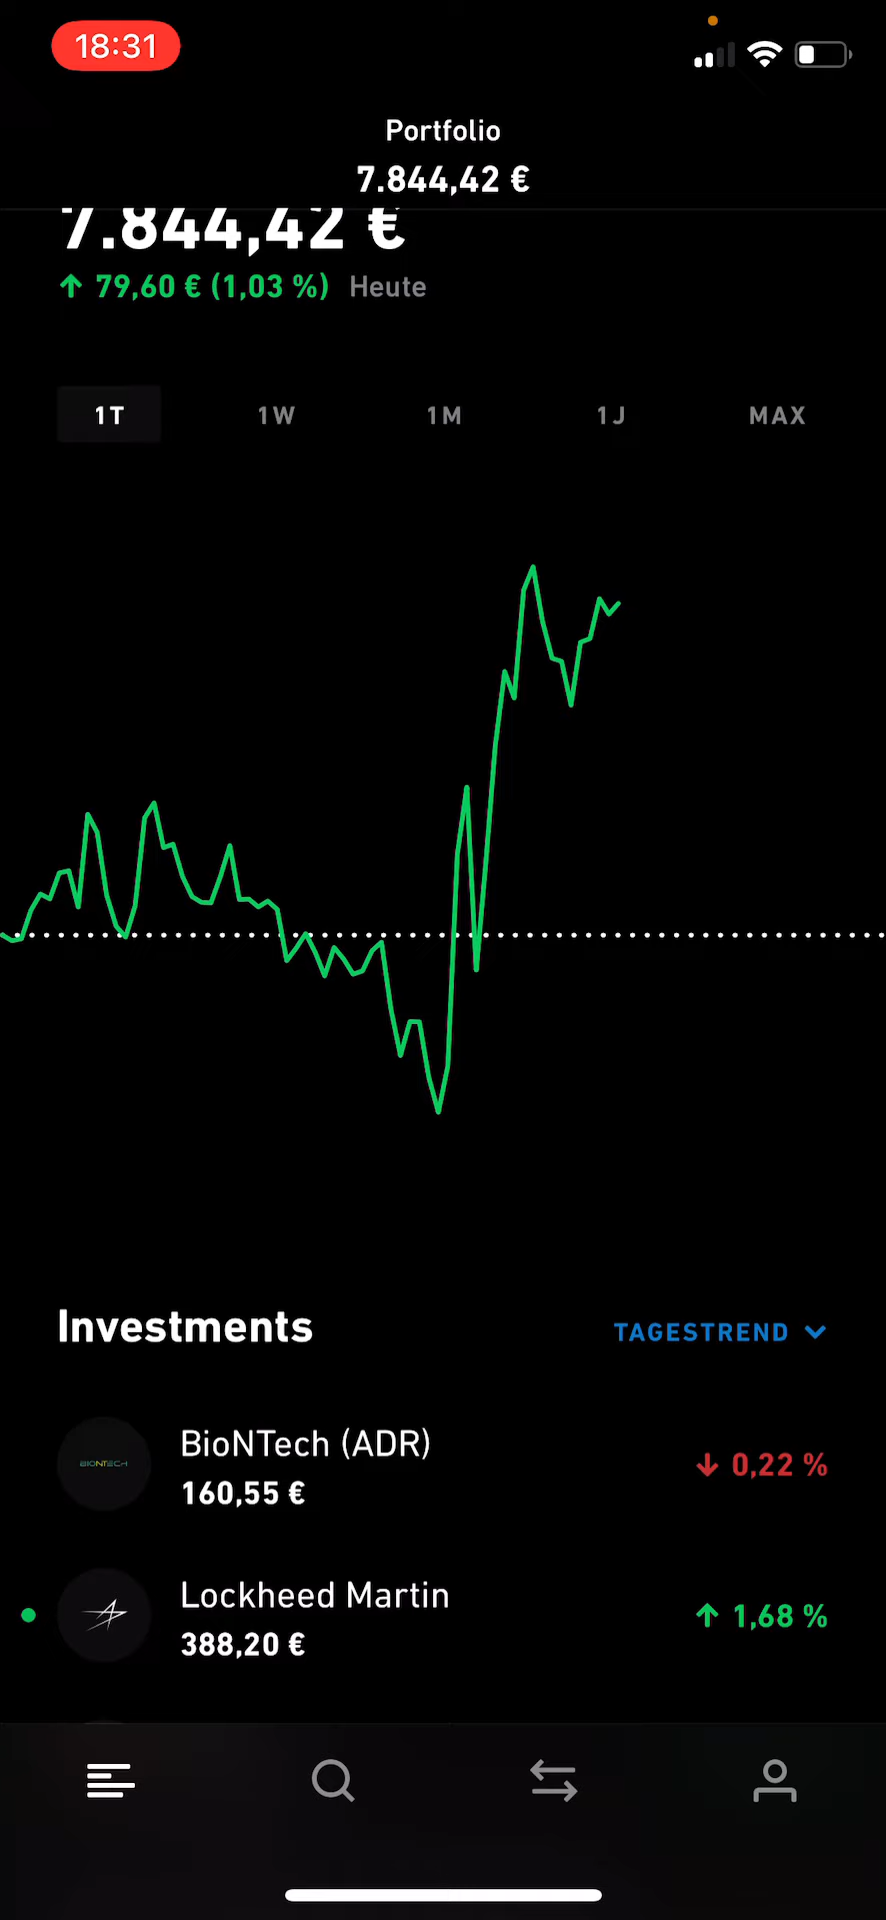 18:31
Portfolio
7.844,42 €
7.844,42 €
79,60 € (1,03 %) Heute
1T 1W 1M 1J MAX
Investments TAGESTREND
BIONTECH
BioNTech (ADR)
160,55 €
0,22 %
Lockheed Martin
388,20 €
1,68 %